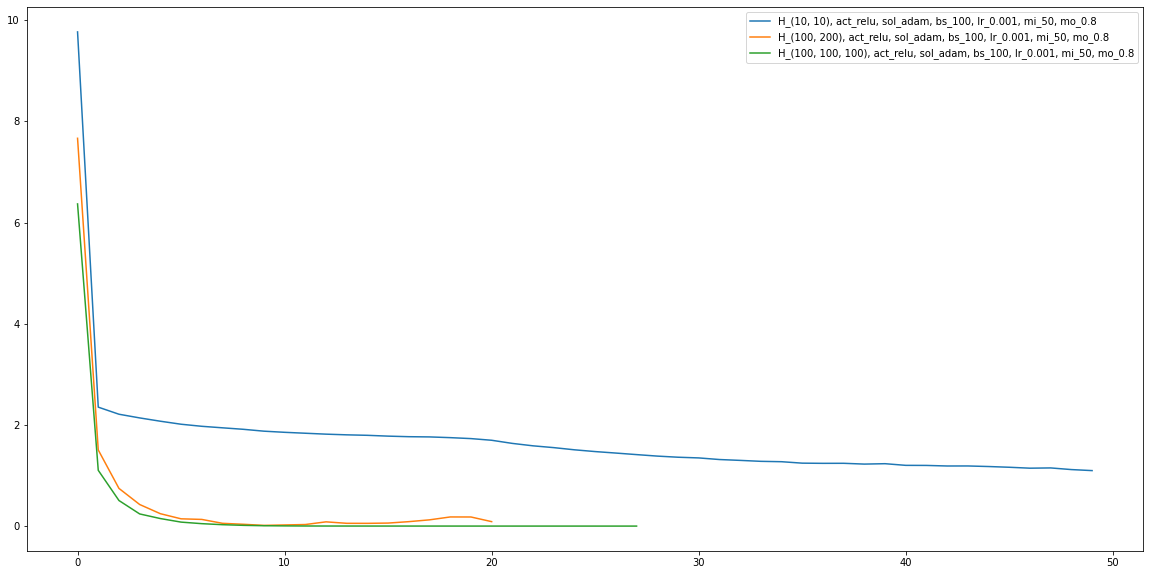 10
8
6
4
2
0
0 10 20 30 40 50
H_(10, 10), act_relu, sol_adam, bs_100, lr_0.001, mi_50, mo_0.8
H_(100, 200), act_relu, sol_adam, bs_100, lr_0.001, mi_50, mo_0.8
H_(100, 100, 100), act_relu, sol_adam, bs_100, lr_0.001, mi_50, mo_0.8